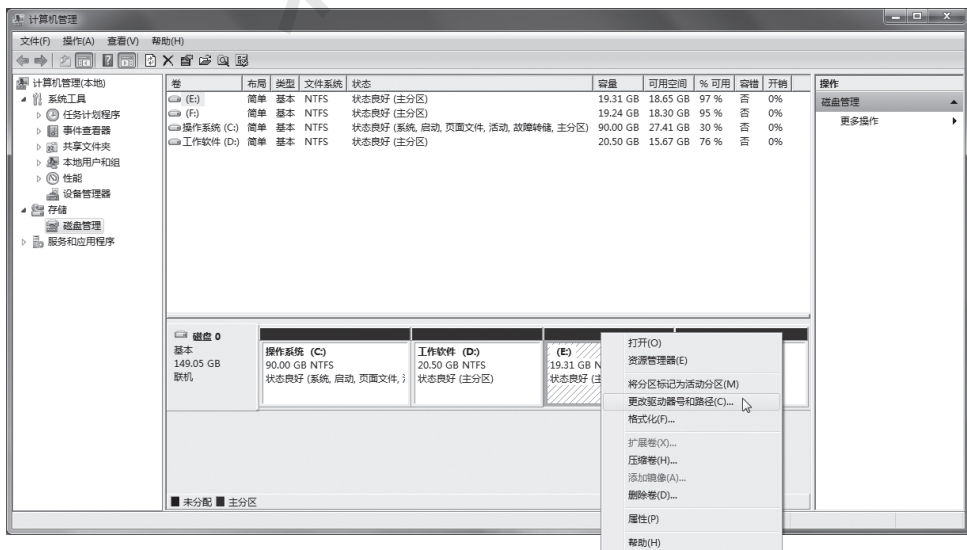 计算机管理
文件(F) 操作(A) 查看(V) 帮助(H)
计算机管理(本地)
系统工具
任务计划程序
事件查看器
共享文件夹
本地用户和组
性能
设备管理器
存储
磁盘管理
服务和应用程序
卷 布局 类型 文件系统 状态 容量 可用空间 % 可用 容错 开销
(E:) 简单 基本 NTFS 状态良好 (主分区) 19.31 GB 18.65 GB 97 % 否 0%
(F:) 简单 基本 NTFS 状态良好 (主分区) 19.24 GB 18.30 GB 95 % 否 0%
操作系统 (C:) 简单 基本 NTFS 状态良好 (系统, 启动, 页面文件, 活动, 故障转储, 主分区) 90.00 GB 27.41 GB 30 % 否 0%
工作软件 (D:) 简单 基本 NTFS 状态良好 (主分区) 20.50 GB 15.67 GB 76 % 否 0%
操作
磁盘管理
更多操作
磁盘 0
基本
149.05 GB
联机
操作系统 (C:)
90.00 GB NTFS
状态良好 (系统, 启动, 页面文件,
工作软件 (D:)
20.50 GB NTFS
状态良好 (主分区)
(E:)
19.31 GB N
状态良好 (主
打开(O)
资源管理器(E)
将分区标记为活动分区(M)
更改驱动器号和路径(C)...
格式化(F)...
扩展卷(X)...
压缩卷(H)...
添加镜像(A)...
删除卷(D)...
属性(P)
帮助(H)
未分配 主分区